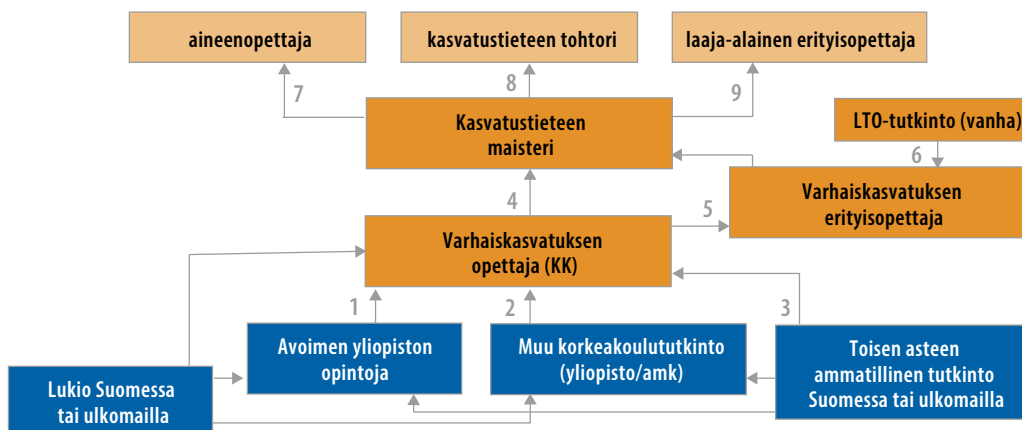 aineenopettaja
kasvatustieteen tohtori
laaja-alainen erityisopettaja
7
8
9
Kasvatustieteen
maisteri
LTO-tutkinto (vanha)
6
4
5
Varhaiskasvatuksen
erityisopettaja
Varhaiskasvatuksen
opettaja (KK)
1
2
3
Avoimen yliopiston
opintoja
Muu korkeakoulututkinto
(yliopisto/amk)
Toisen asteen
ammatillinen tutkinto
Suomessa tai ulkomailla
Lukio Suomessa
tai ulkomailla